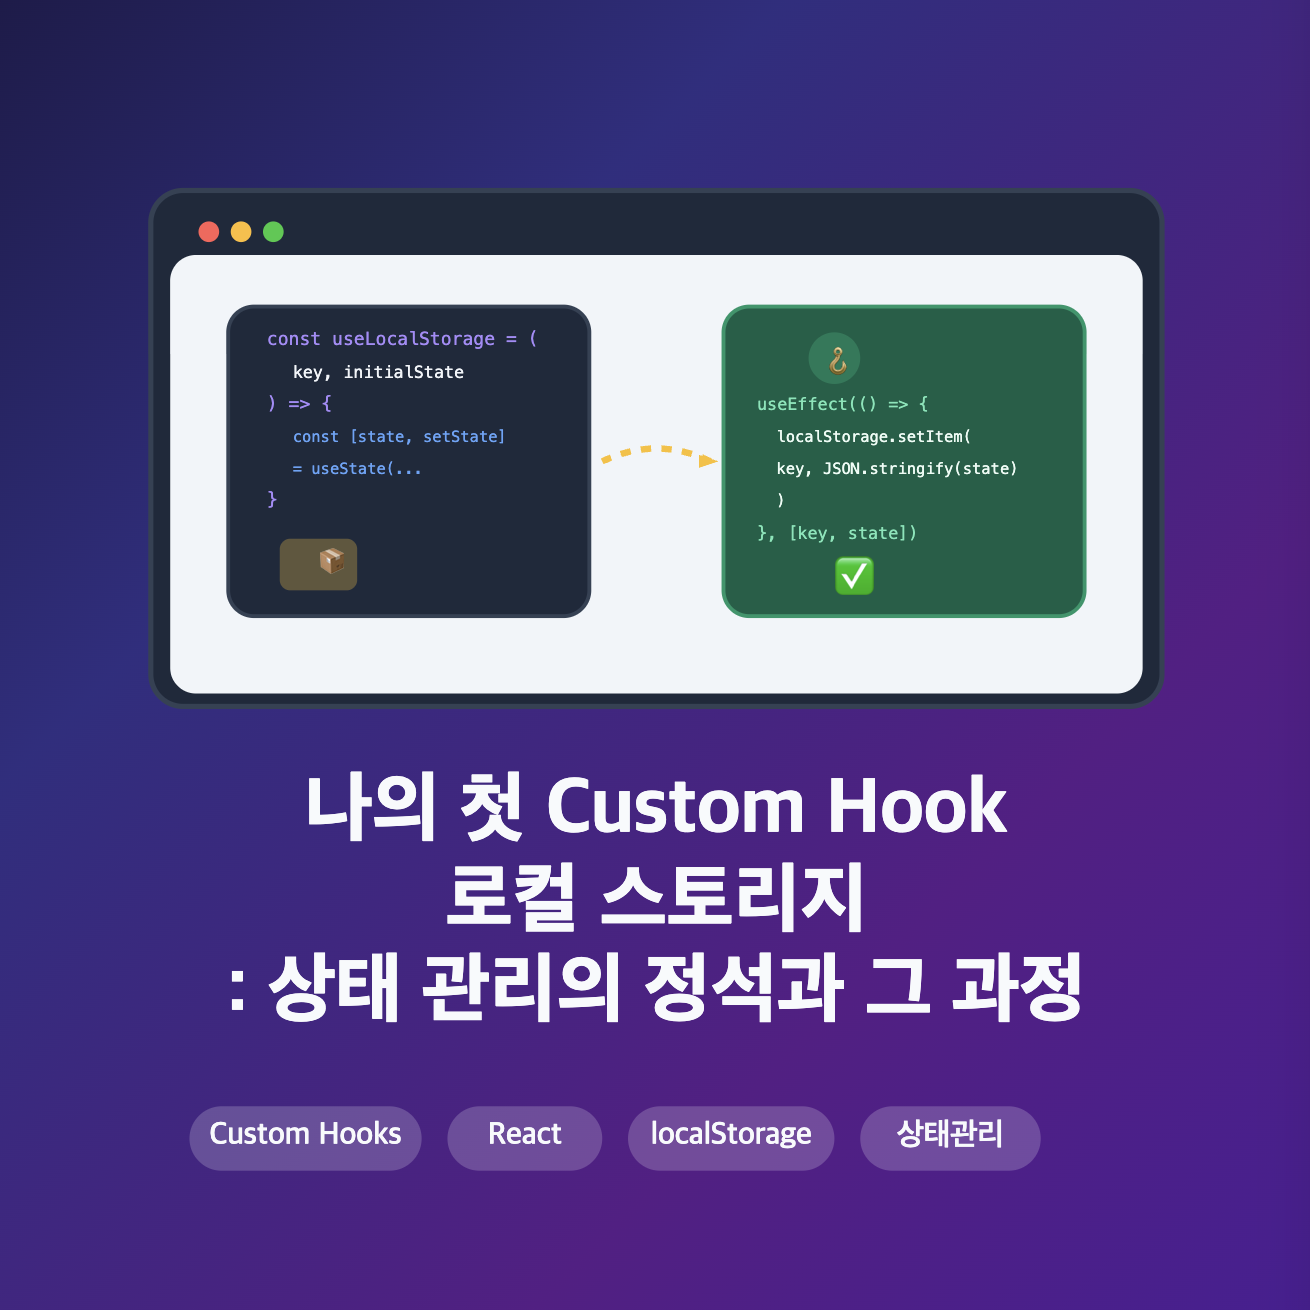 const useLocalStorage = (
key, initialState
) => {
const [state, setState]
= useState(...
}
useEffect(() => {
localStorage.setItem(
key, JSON.stringify(state)
)
}, [key, state])
나의 첫 Custom Hook
로컬 스토리지
: 상태 관리의 정석과 그 과정
Custom Hooks
React
localStorage
상태관리